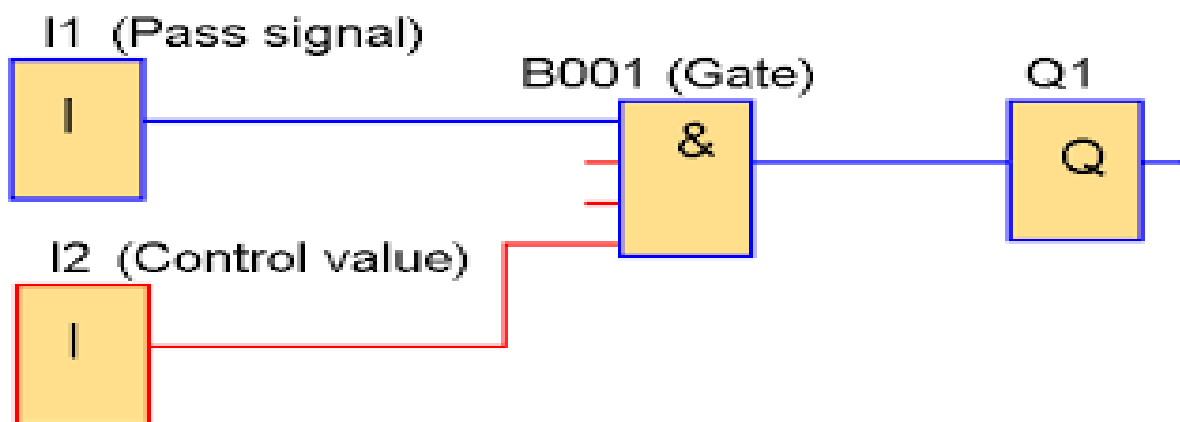 I1 (Pass signal)
I
B001 (Gate)
&
Q1
Q
I2 (Control value)
I